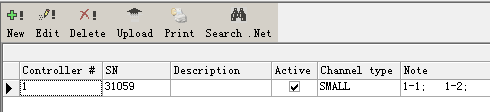 New Edit Delete Upload Print Search .Net
Controller # SN Description Active Channel type Note
1 31059 SMALL 1-1; 1-2;